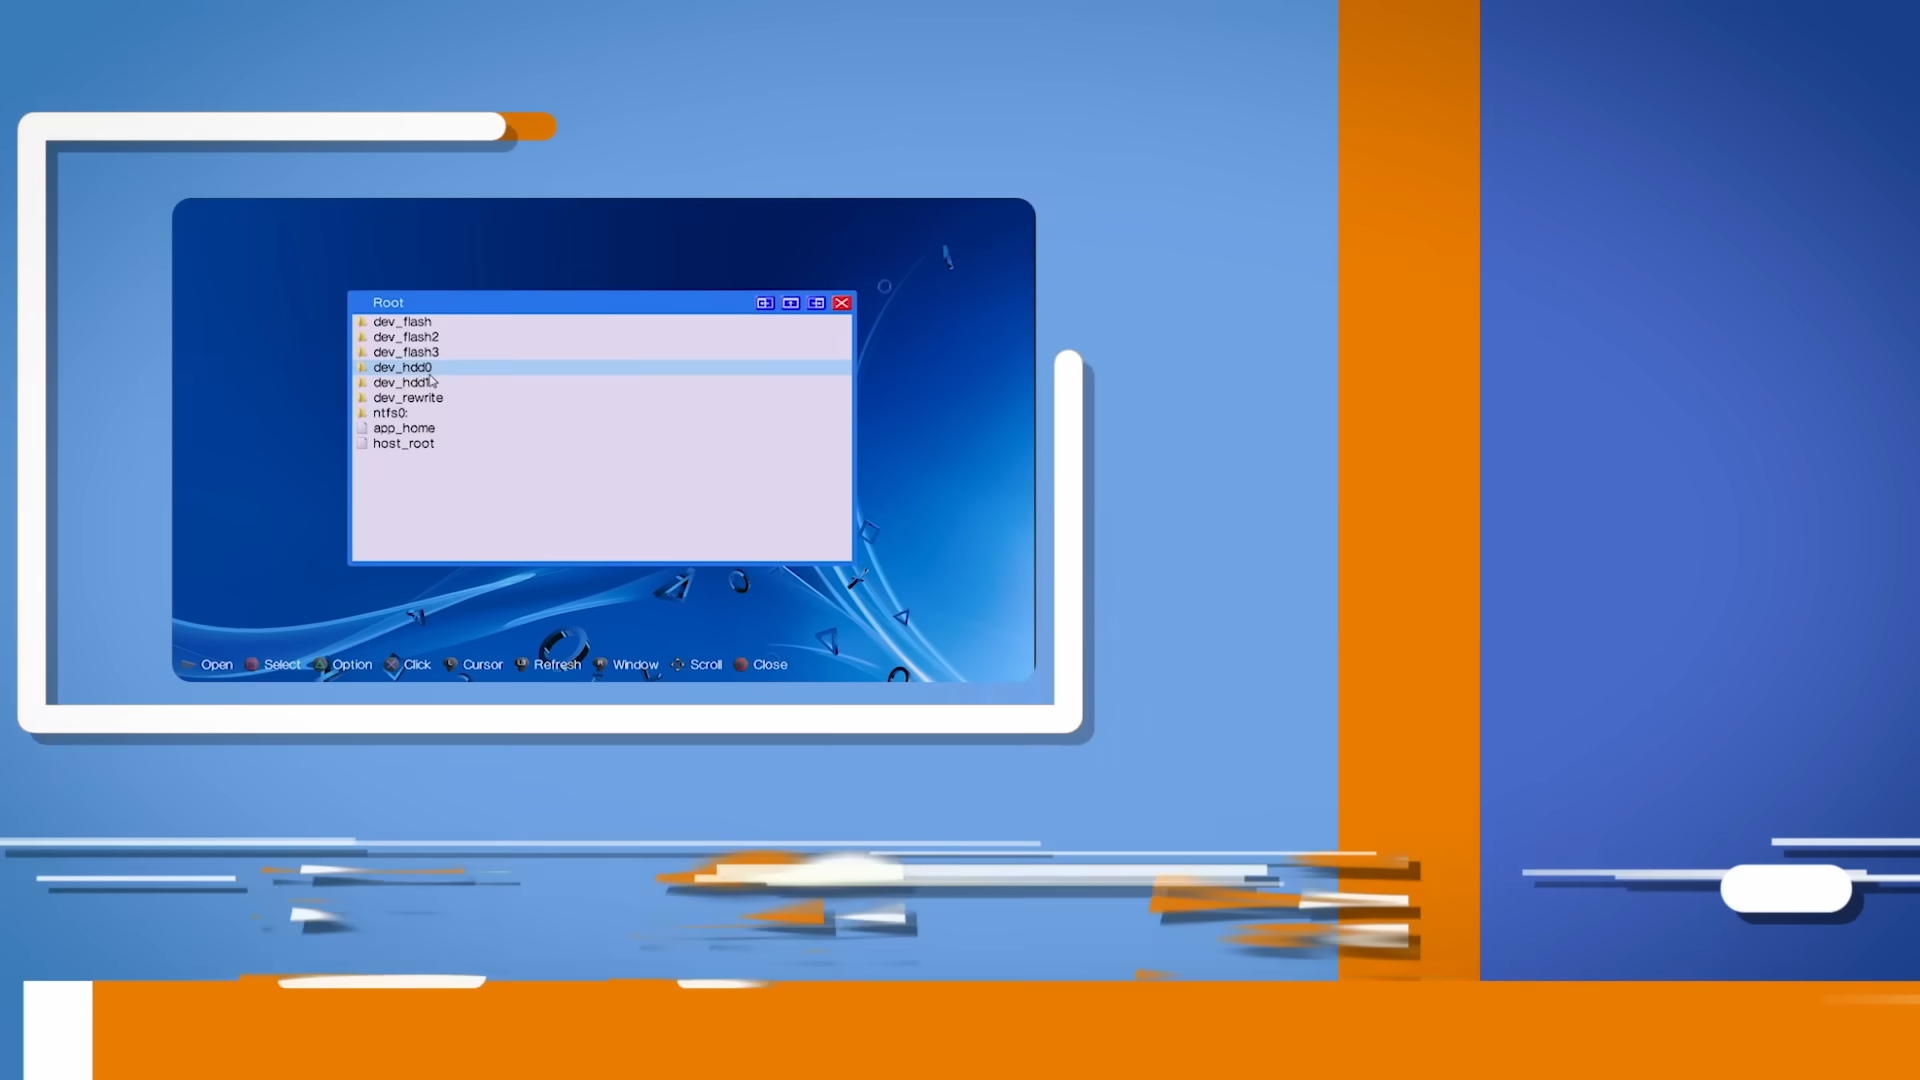 Root
dev_flash
dev_flash2
dev_flash3
dev_hdd0
dev_hdd1
dev_rewrite
ntfs0:
app_home
host_root
Open Select Option Click Cursor Refresh Window Scroll Close